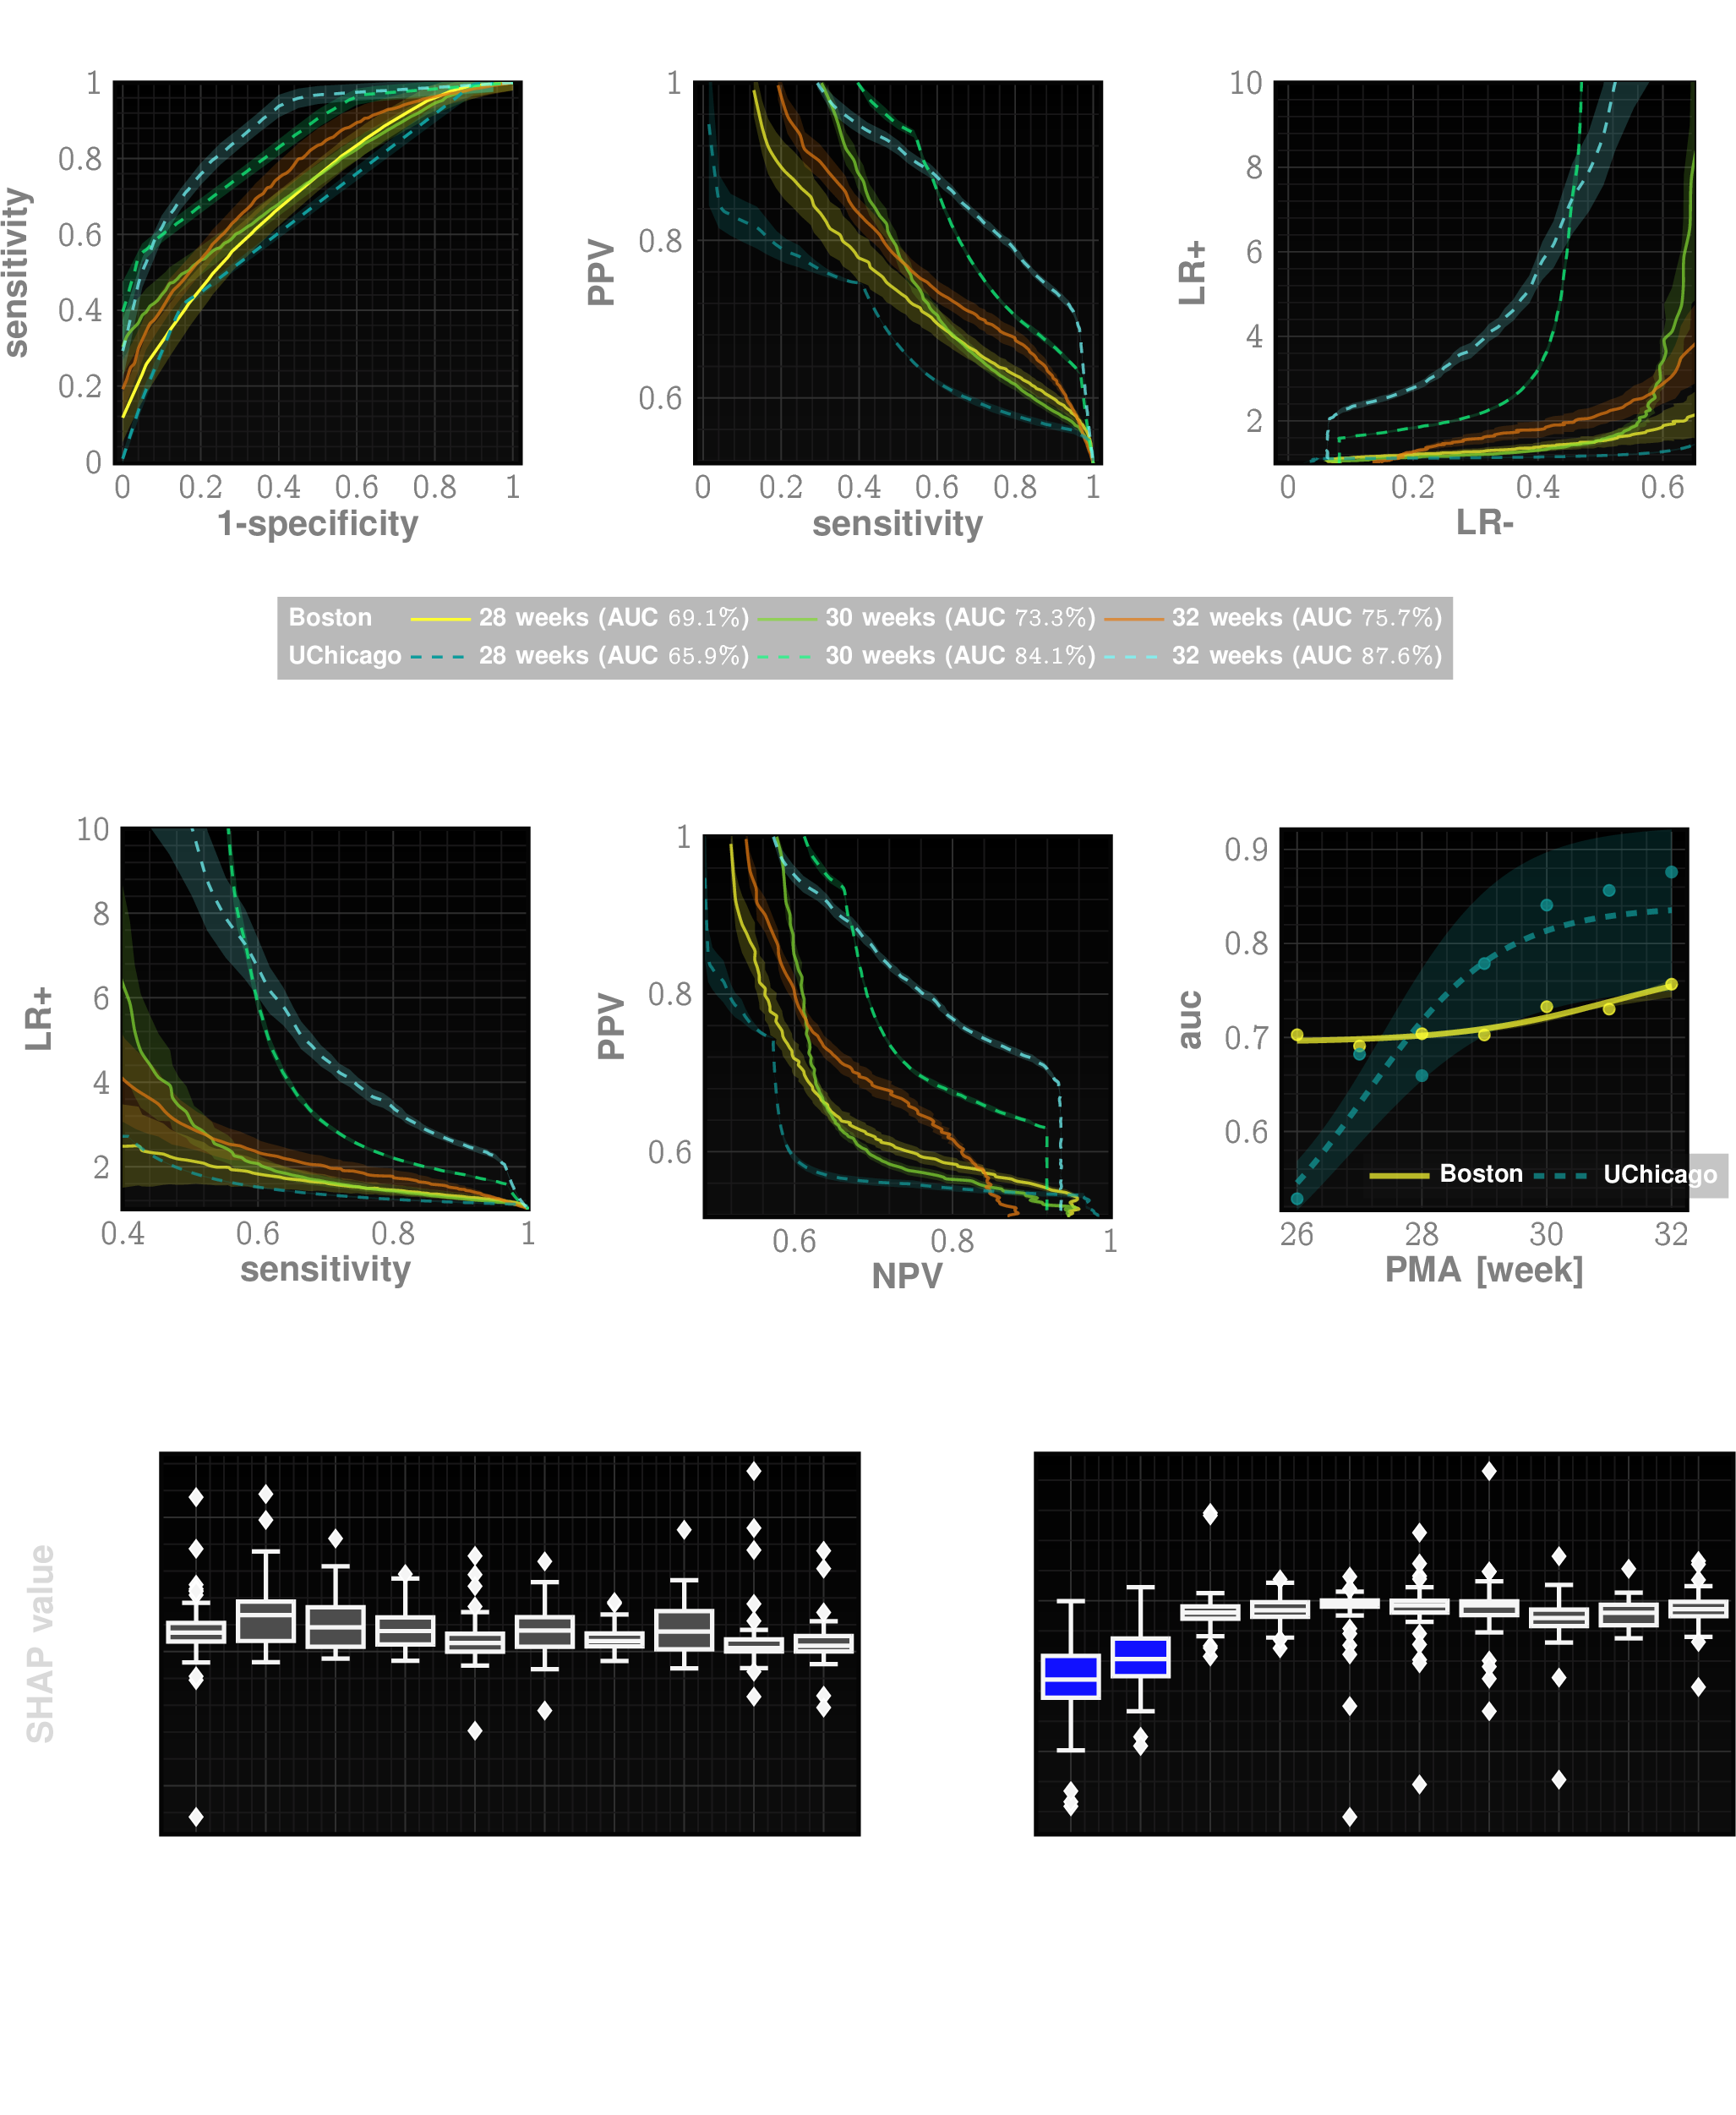 1
0.8
0.6
0.4
0.2
0
sensitivity
0 0.2 0.4 0.6 0.8 1
1-specificity
1
0.8
0.6
PPV
0 0.2 0.4 0.6 0.8 1
sensitivity
10
8
6
4
2
LR+
0 0.2 0.4 0.6
LR-
Boston 28 weeks (AUC 69.1%) 30 weeks (AUC 73.3%) 32 weeks (AUC 75.7%)
UChicago 28 weeks (AUC 65.9%) 30 weeks (AUC 84.1%) 32 weeks (AUC 87.6%)
10
8
6
4
2
LR+
0.4 0.6 0.8 1
sensitivity
1
0.8
0.6
PPV
0.6 0.8 1
NPV
0.9
0.8
0.7
0.6
auc
Boston UChicago
26 28 30 32
PMA [week]
SHAP value